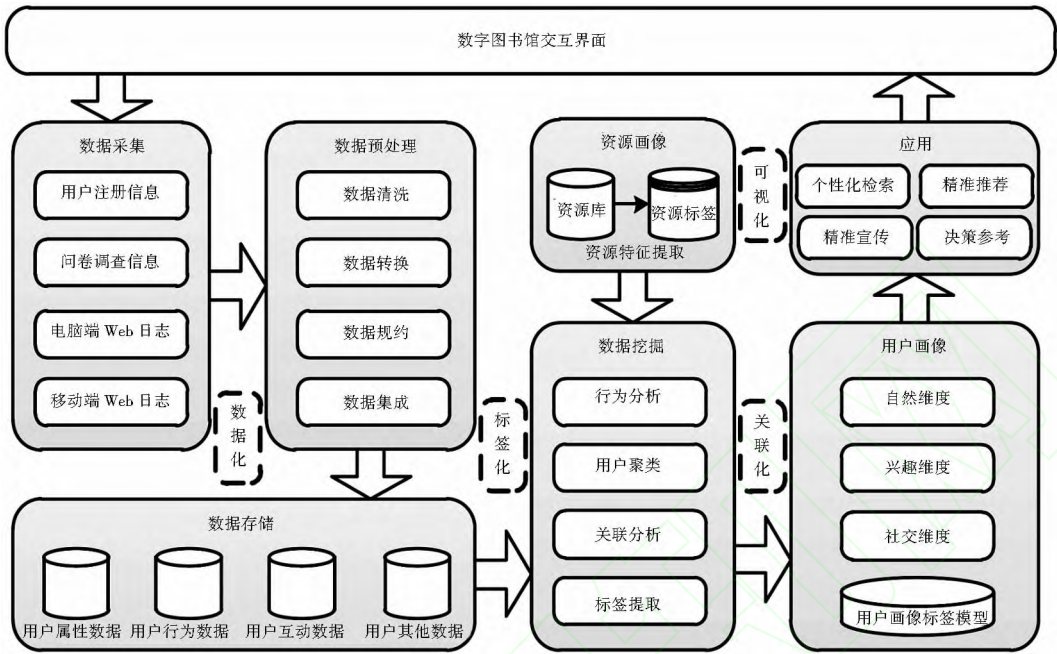 数字图书馆交互界面
数据采集
用户注册信息
问卷调查信息
电脑端 Web 日志
移动端 Web 日志
数据化
数据预处理
数据清洗
数据转换
数据规约
数据集成
数据存储
用户属性数据
用户行为数据
用户互动数据
用户其他数据
标签化
资源画像
资源库
资源标签
资源特征提取
数据挖掘
行为分析
用户聚类
关联分析
标签提取
可视化
关联化
应用
个性化检索
精准推荐
精准宣传
决策参考
用户画像
自然维度
兴趣维度
社交维度
用户画像标签模型